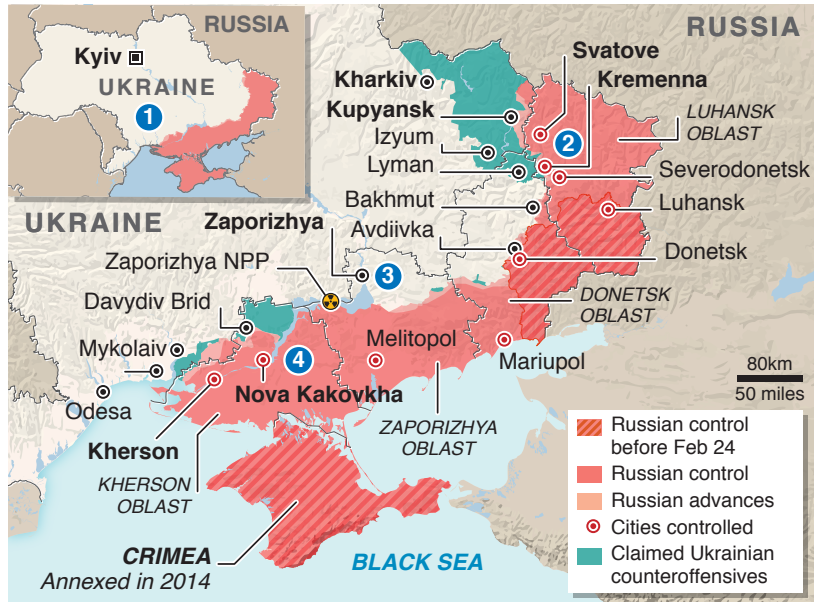 RUSSIA
Kyiv
UKRAINE
1
RUSSIA
Svatove
Kremenna
Kharkiv
Kupyansk
Izyum
Lyman
2
LUHANSK
OBLAST
Severodonetsk
Bakhmut
Luhansk
UKRAINE
Zaporizhya
Avdiivka
Donetsk
Zaporizhya NPP
3
Davydiv Brid
DONETSK
OBLAST
Mykolaiv
4
Melitopol
Mariupol
80km
50 miles
Odesa
Nova Kakovkha
Kherson
ZAPORIZHYA
OBLAST
KHERSON
OBLAST
CRIMEA
Annexed in 2014
BLACK SEA
Russian control
before Feb 24
Russian control
Russian advances
Cities controlled
Claimed Ukrainian
counteroffensives